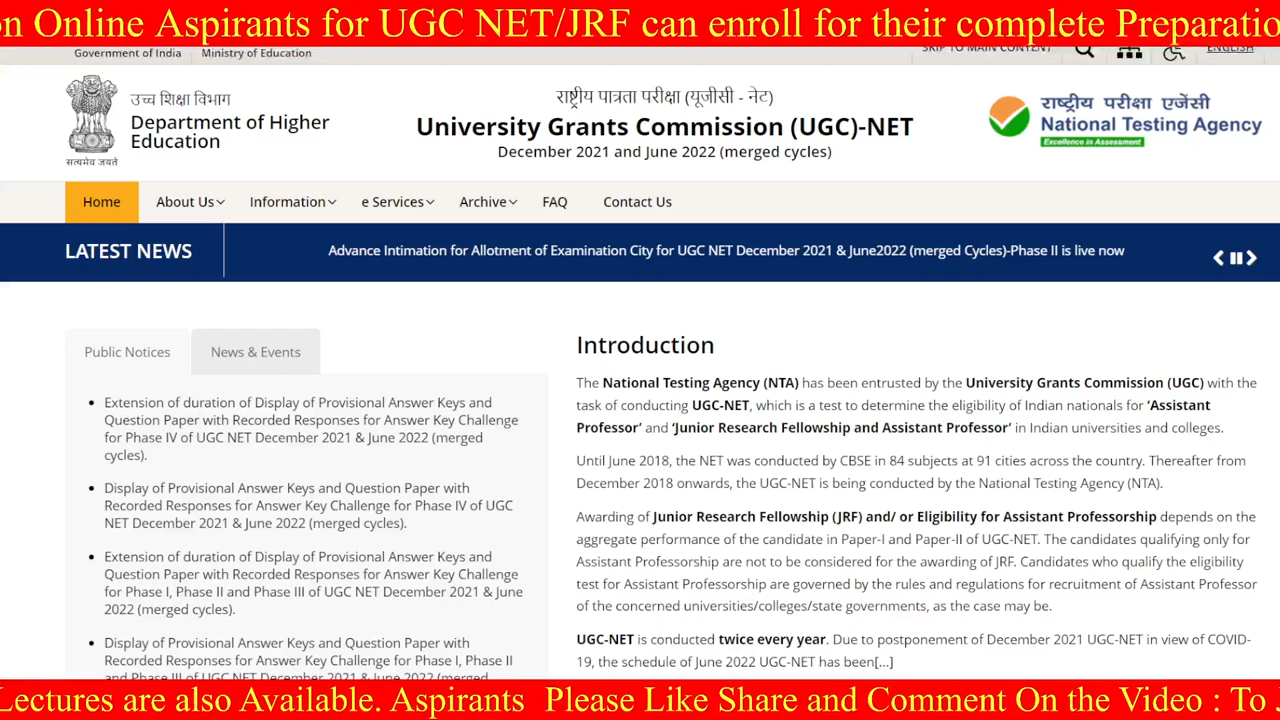 on Online Aspirants for UGC NET/JRF can enroll for their complete Preparatio
Government of India
Ministry of Education
SKIP TO MAIN CONTENT
ENGLISH
सत्यमेव जयते
उच्च शिक्षा विभाग
Department of Higher
Education
राष्ट्रीय पात्रता परीक्षा (यूजीसी - नेट)
University Grants Commission (UGC)-NET
December 2021 and June 2022 (merged cycles)
राष्ट्रीय परीक्षा एजेंसी
National Testing Agency
Excellence in Assessment
Home
About Us
Information
e Services
Archive
FAQ
Contact Us
LATEST NEWS
Advance Intimation for Allotment of Examination City for UGC NET December 2021 & June2022 (merged Cycles)-Phase II is live now
Public Notices
News & Events
Extension of duration of Display of Provisional Answer Keys and
Question Paper with Recorded Responses for Answer Key Challenge
for Phase IV of UGC NET December 2021 & June 2022 (merged
cycles).
Display of Provisional Answer Keys and Question Paper with
Recorded Responses for Answer Key Challenge for Phase IV of UGC
NET December 2021 & June 2022 (merged cycles).
Extension of duration of Display of Provisional Answer Keys and
Question Paper with Recorded Responses for Answer Key Challenge
for Phase I, Phase II and Phase III of UGC NET December 2021 & June
2022 (merged cycles).
Display of Provisional Answer Keys and Question Paper with
Recorded Responses for Answer Key Challenge for Phase I, Phase II
and Phase III of UGC NET December 2021 & June 2022 (merged
Introduction
The National Testing Agency (NTA) has been entrusted by the University Grants Commission (UGC) with the
task of conducting UGC-NET, which is a test to determine the eligibility of Indian nationals for ‘Assistant
Professor’ and ‘Junior Research Fellowship and Assistant Professor’ in Indian universities and colleges.
Until June 2018, the NET was conducted by CBSE in 84 subjects at 91 cities across the country. Thereafter from
December 2018 onwards, the UGC-NET is being conducted by the National Testing Agency (NTA).
Awarding of Junior Research Fellowship (JRF) and/ or Eligibility for Assistant Professorship depends on the
aggregate performance of the candidate in Paper-I and Paper-II of UGC-NET. The candidates qualifying only for
Assistant Professorship are not to be considered for the awarding of JRF. Candidates who qualify the eligibility
test for Assistant Professorship are governed by the rules and regulations for recruitment of Assistant Professor
of the concerned universities/colleges/state governments, as the case may be.
UGC-NET is conducted twice every year. Due to postponement of December 2021 UGC-NET in view of COVID-
19, the schedule of June 2022 UGC-NET has been[...]
Lectures are also Available. Aspirants Please Like Share and Comment On the Video : To J